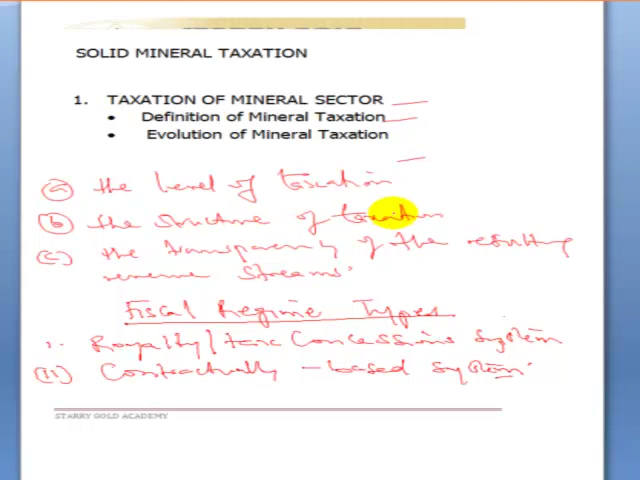 SOLID MINERAL TAXATION
1. TAXATION OF MINERAL SECTOR
• Definition of Mineral Taxation
• Evolution of Mineral Taxation
(a) the level of taxation
(b) the structure of taxation
(c) the transparency of the resulting
revenue streams.
Fiscal Regime Types
1. Royalty/tax Concessions system
(11) Contractually-based system.
STARRY GOLD ACADEMY